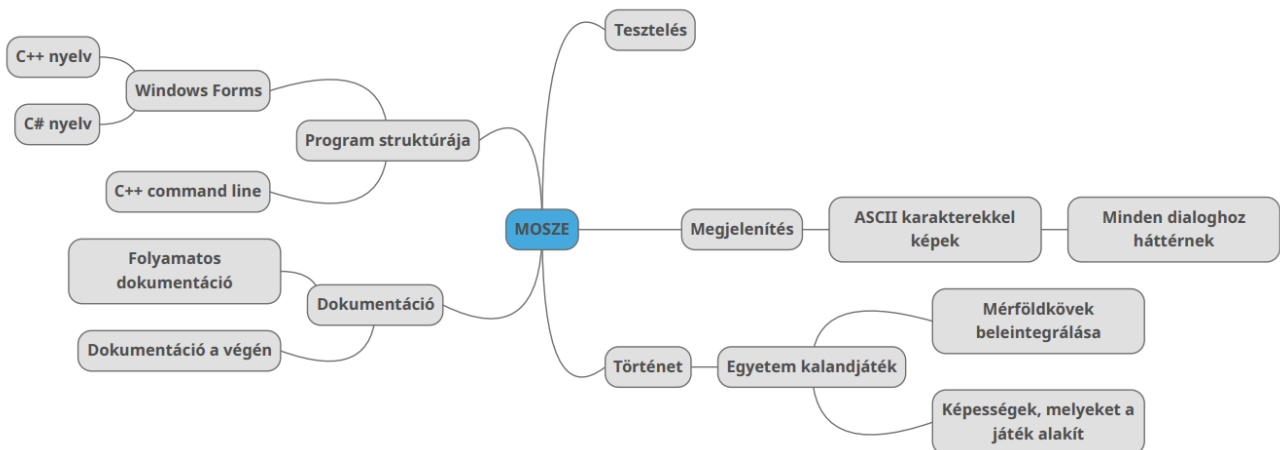 Tesztelés
C++ nyelv
Windows Forms
C# nyelv
Program struktúrája
C++ command line
MOSZE
Megjelenítés
ASCII karakterekkel
képek
Minden dialoghoz
háttérnek
Folyamatos
dokumentáció
Dokumentáció
Dokumentáció a végén
Történet
Egyetem kalandjáték
Mérföldkövek
beleintegrálása
Képességek, melyeket a
játék alakít